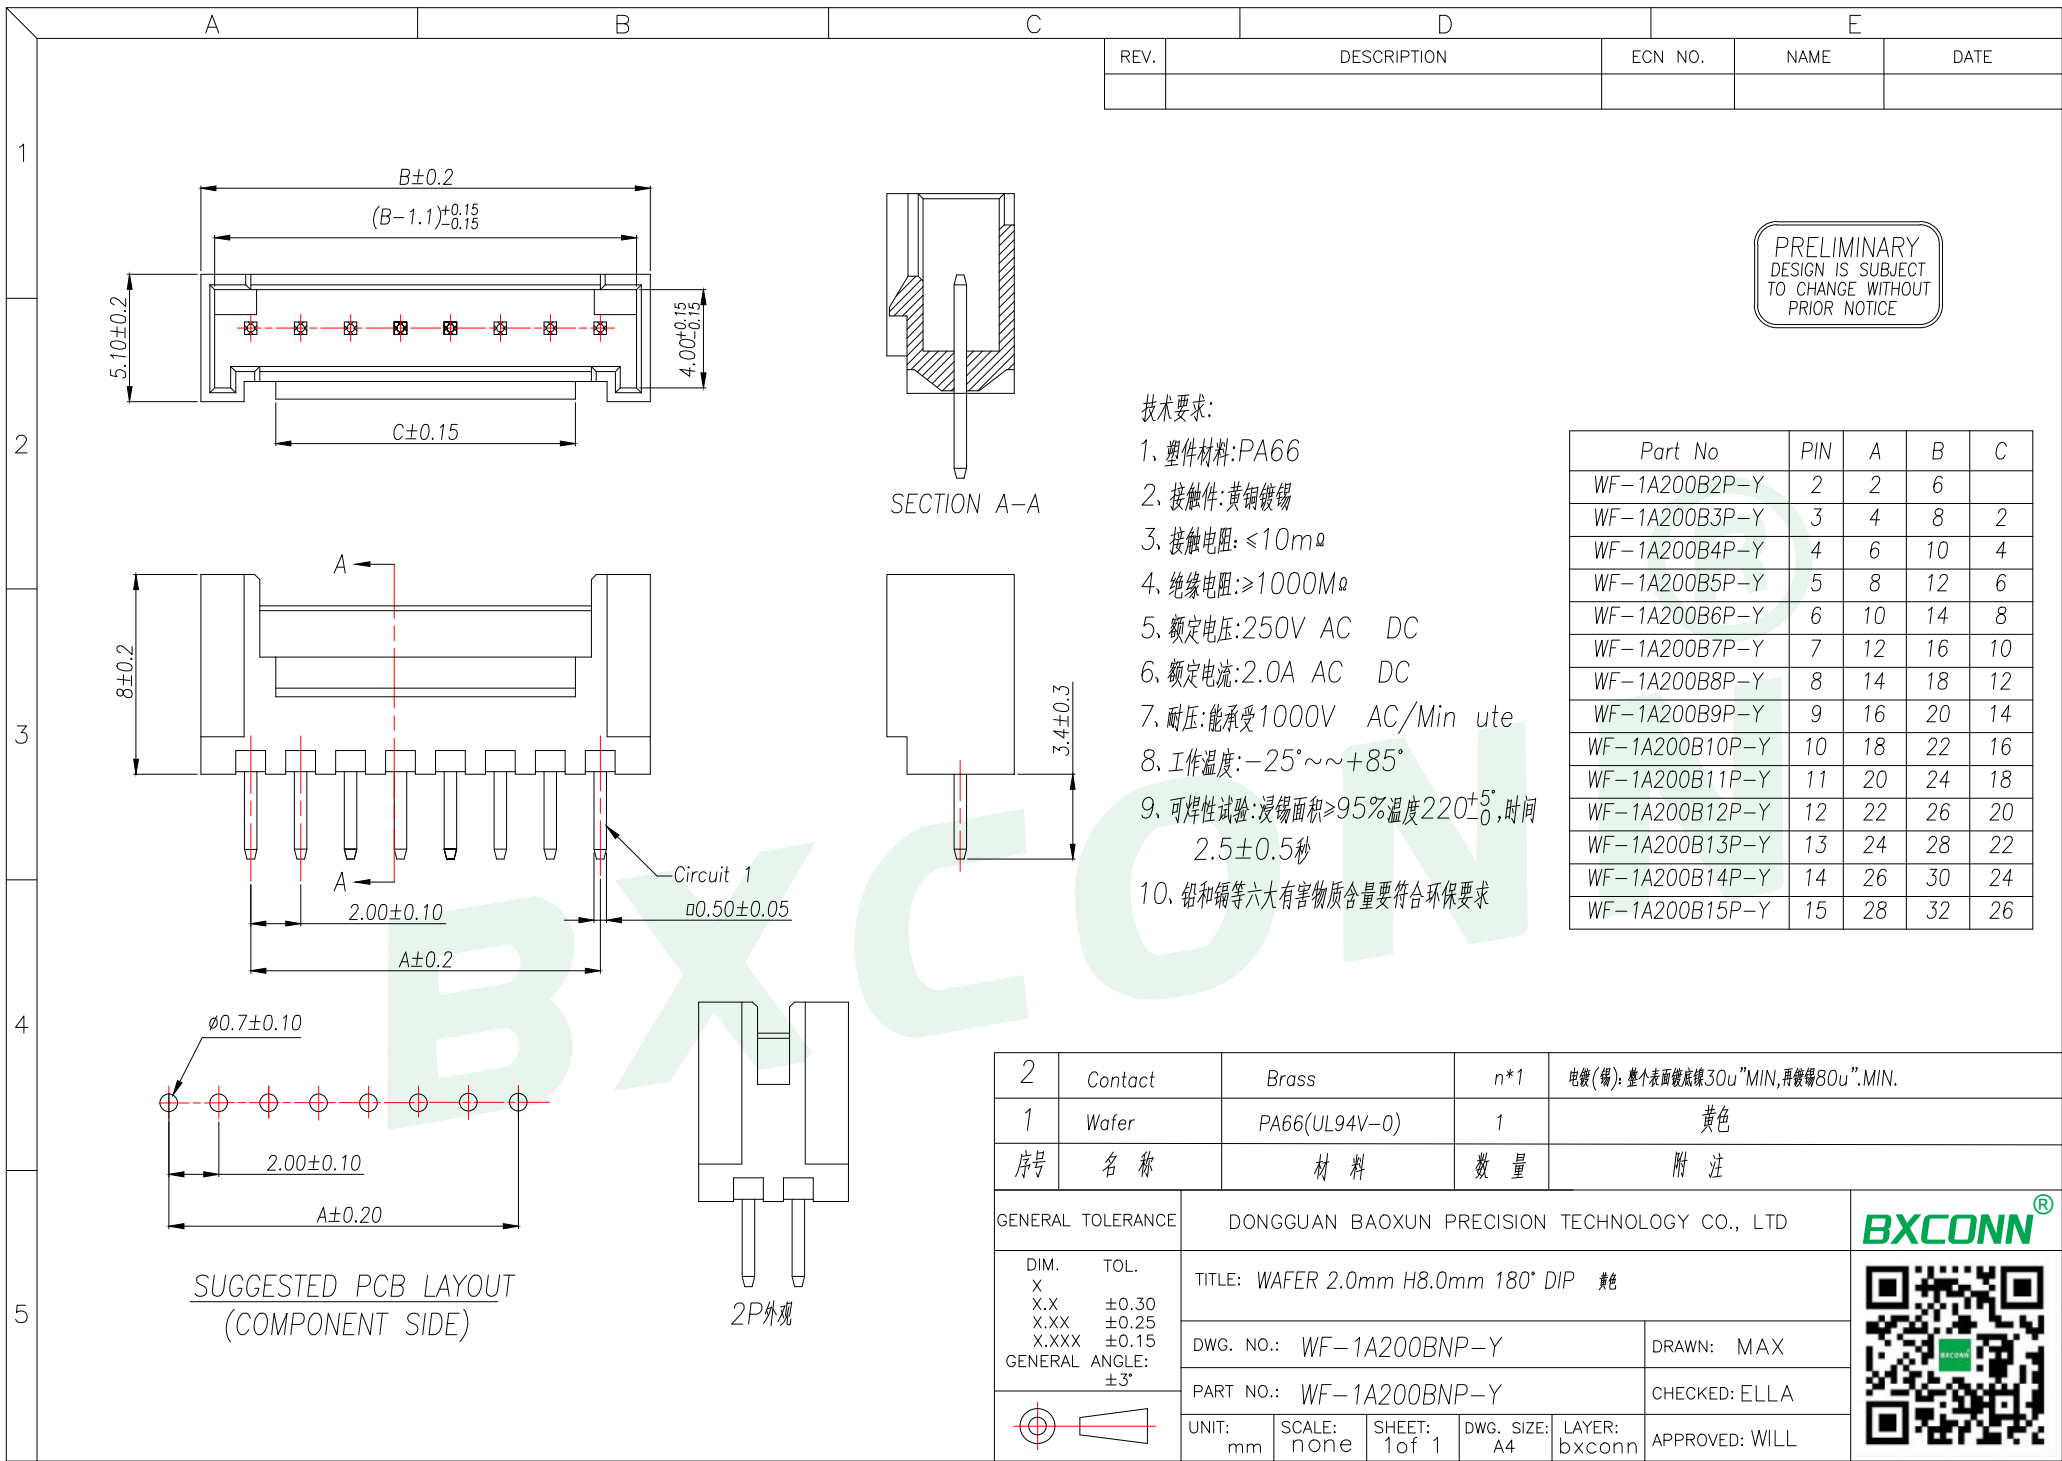 A B C D E
REV. DESCRIPTION ECN NO. NAME DATE
1
2
3
4
5
B±0.2
(B-1.1)+0.15 -0.15
5.10±0.2
4.00+0.15 -0.15
C±0.15
SECTION A-A
PRELIMINARY
DESIGN IS SUBJECT
TO CHANGE WITHOUT
PRIOR NOTICE
A
8±0.2
A
Circuit 1
2.00±0.10
□0.50±0.05
A±0.2
3.4±0.3
技术要求:
1、塑件材料:PA66
2、接触件:黄铜镀锡
3、接触电阻:≤10mΩ
4、绝缘电阻:≥1000MΩ
5、额定电压:250V AC DC
6、额定电流:2.0A AC DC
7、耐压:能承受1000V AC/Min ute
8、工作温度:-25°~~+85°
9、可焊性试验:浸锡面积≥95%温度220+5° -0,时间
2.5±0.5秒
10、铅和镉等六大有害物质含量要符合环保要求
Part No PIN A B C
WF-1A200B2P-Y 2 2 6
WF-1A200B3P-Y 3 4 8 2
WF-1A200B4P-Y 4 6 10 4
WF-1A200B5P-Y 5 8 12 6
WF-1A200B6P-Y 6 10 14 8
WF-1A200B7P-Y 7 12 16 10
WF-1A200B8P-Y 8 14 18 12
WF-1A200B9P-Y 9 16 20 14
WF-1A200B10P-Y 10 18 22 16
WF-1A200B11P-Y 11 20 24 18
WF-1A200B12P-Y 12 22 26 20
WF-1A200B13P-Y 13 24 28 22
WF-1A200B14P-Y 14 26 30 24
WF-1A200B15P-Y 15 28 32 26
BXCONN®
ø0.7±0.10
2.00±0.10
A±0.20
SUGGESTED PCB LAYOUT
(COMPONENT SIDE)
2P外观
2 Contact Brass n*1 电镀(锡):整个表面镀底镍30u"MIN,再镀锡80u".MIN.
1 Wafer PA66(UL94V-0) 1 黄色
序号 名 称 材 料 数 量 附 注
GENERAL TOLERANCE
DIM. TOL.
X
X.X ±0.30
X.XX ±0.25
X.XXX ±0.15
GENERAL ANGLE:
±3°
DONGGUAN BAOXUN PRECISION TECHNOLOGY CO., LTD
TITLE: WAFER 2.0mm H8.0mm 180° DIP 黄色
DWG. NO.: WF-1A200BNP-Y DRAWN: MAX
PART NO.: WF-1A200BNP-Y CHECKED: ELLA
UNIT: mm SCALE: none SHEET: 1of 1 DWG. SIZE: A4 LAYER: bxconn APPROVED: WILL
BXCONN®
BXCONN